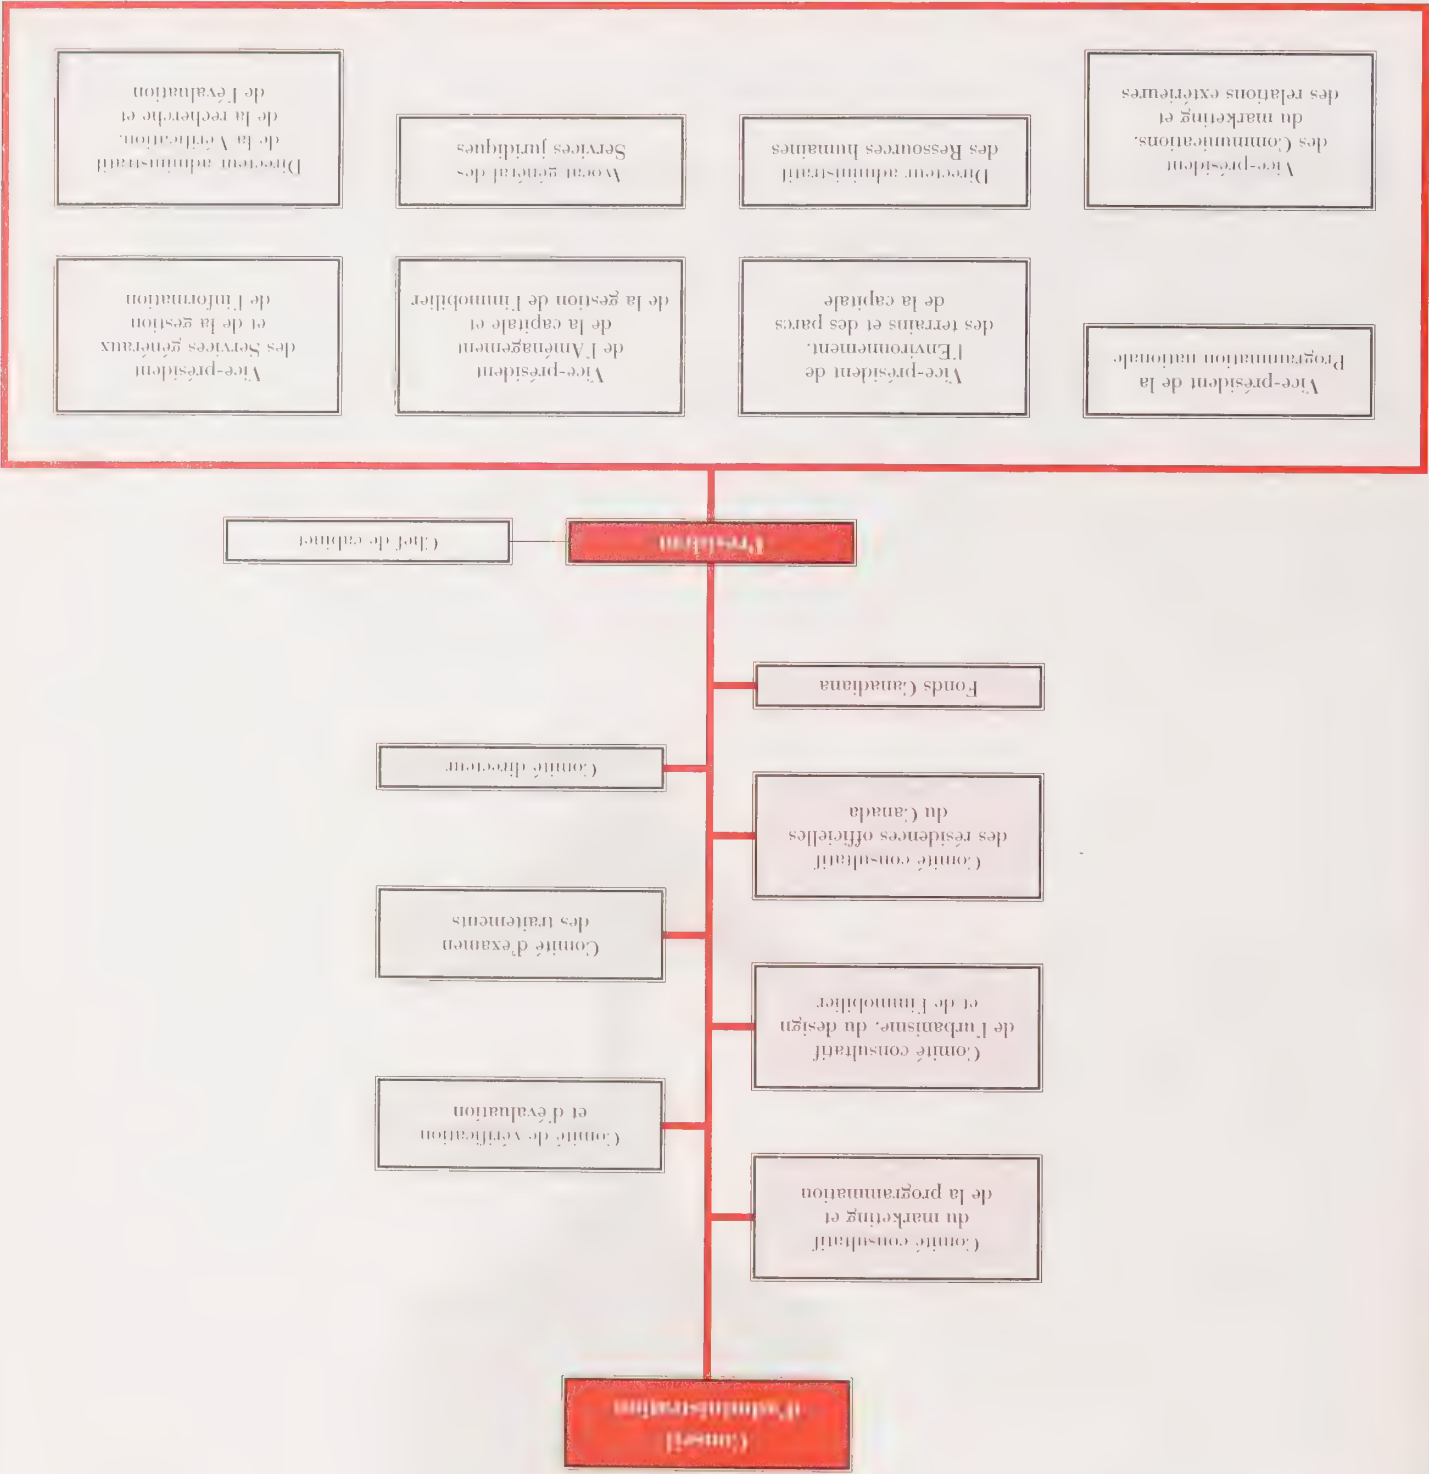 Conseil
d'administration
Comité consultatif
du marketing et
de la programmation
Comité de vérification
et d'évaluation
Comité consultatif
de l'urbanisme, du design
et de l'immobilier
Comité d'examen
des traitements
Comité consultatif
des résidences officielles
du Canada
Comité directeur
Fonds Canadiana
Président
Chef de cabinet
Vice-président de la
Programmation nationale
Vice-président de
l'Environnement,
des terrains et des parcs
de la capitale
Vice-président
de l'Aménagement
de la capitale et
de la gestion de l'immobilier
Vice-président
des Services généraux
et de la gestion
de l'information
Vice-président
des Communications,
du marketing et
des relations extérieures
Directeur administratif
des Ressources humaines
Avocat général des
Services juridiques
Directeur administratif
de la Vérification,
de la recherche et
de l'évaluation